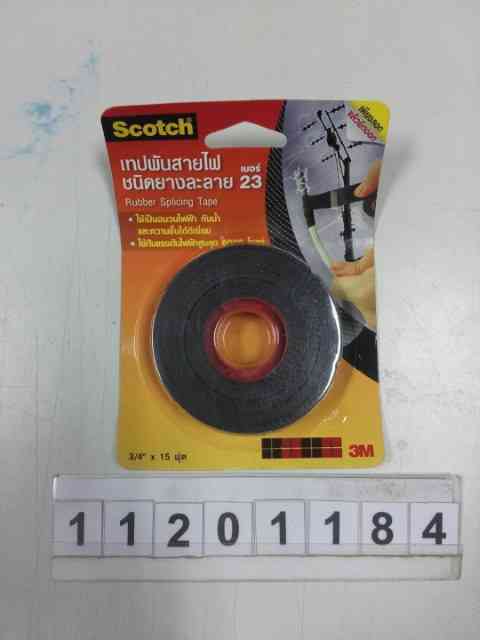 Scotch
เทปพันสายไฟ
ชนิดยางละลาย เบอร์ 23
Rubber Splicing Tape
• ใช้เป็นฉนวนไฟฟ้า กันน้ำ
และความชื้นได้ดีเยี่ยม
3/4" x 15 ฟุต
3M
11201184